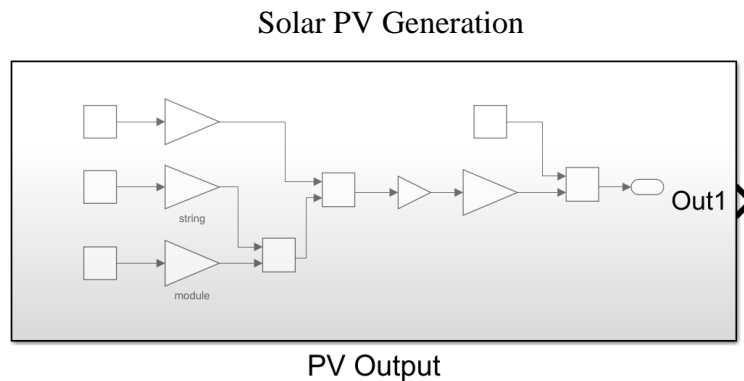 Solar PV Generation
string
module
Out1
PV Output